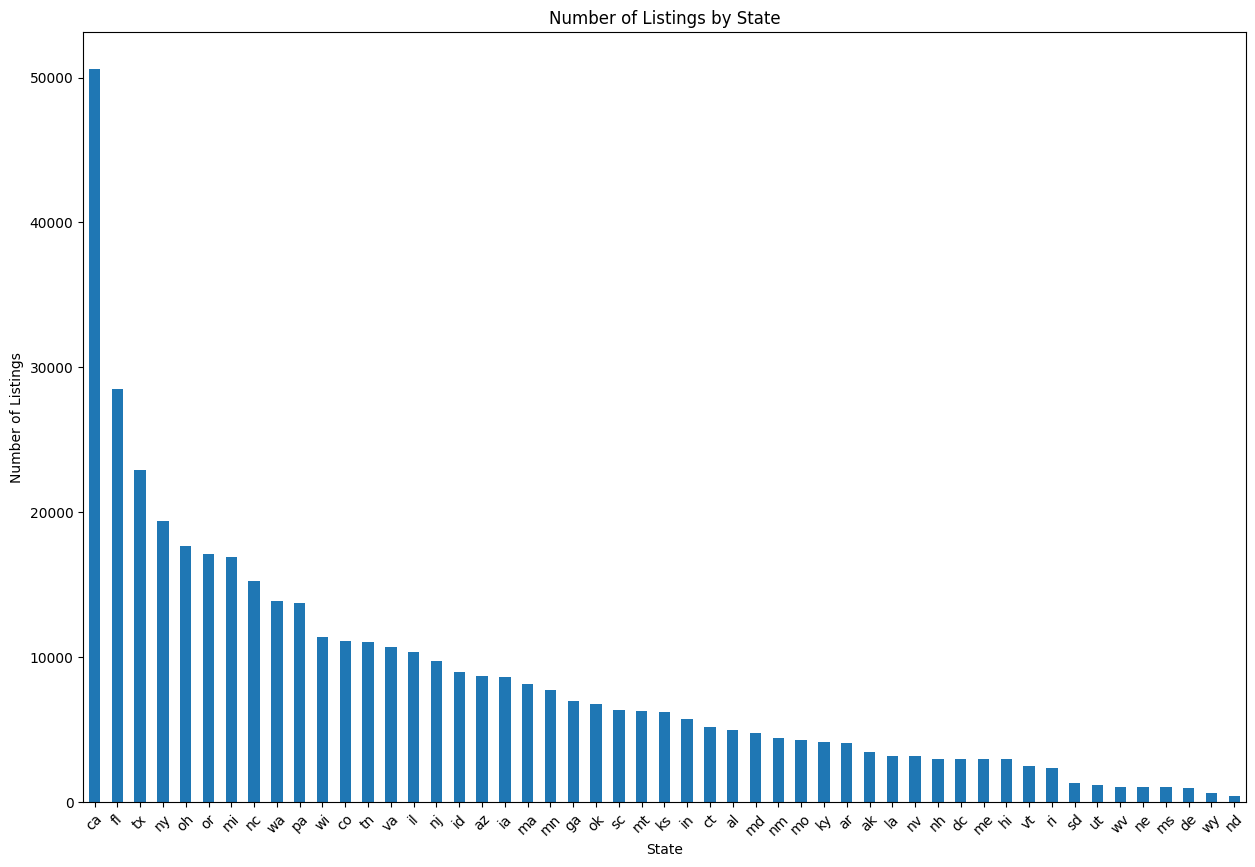 Number of Listings by State
Number of Listings
50000
40000
30000
20000
10000
0
ca fl tx ny oh or mi nc wa pa wi co tn va il nj id az ia ma mn ga ok sc mt ks in ct al md nm mo ky ar ak la nv nh dc me hi vt ri sd ut wv ne ms de wy nd
State